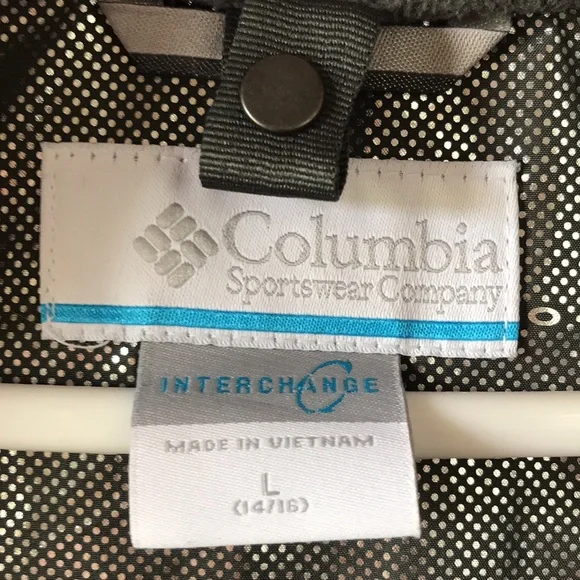 Columbia
Sportswear Company
INTERCHANGE
MADE IN VIETNAM
L
(14/16)